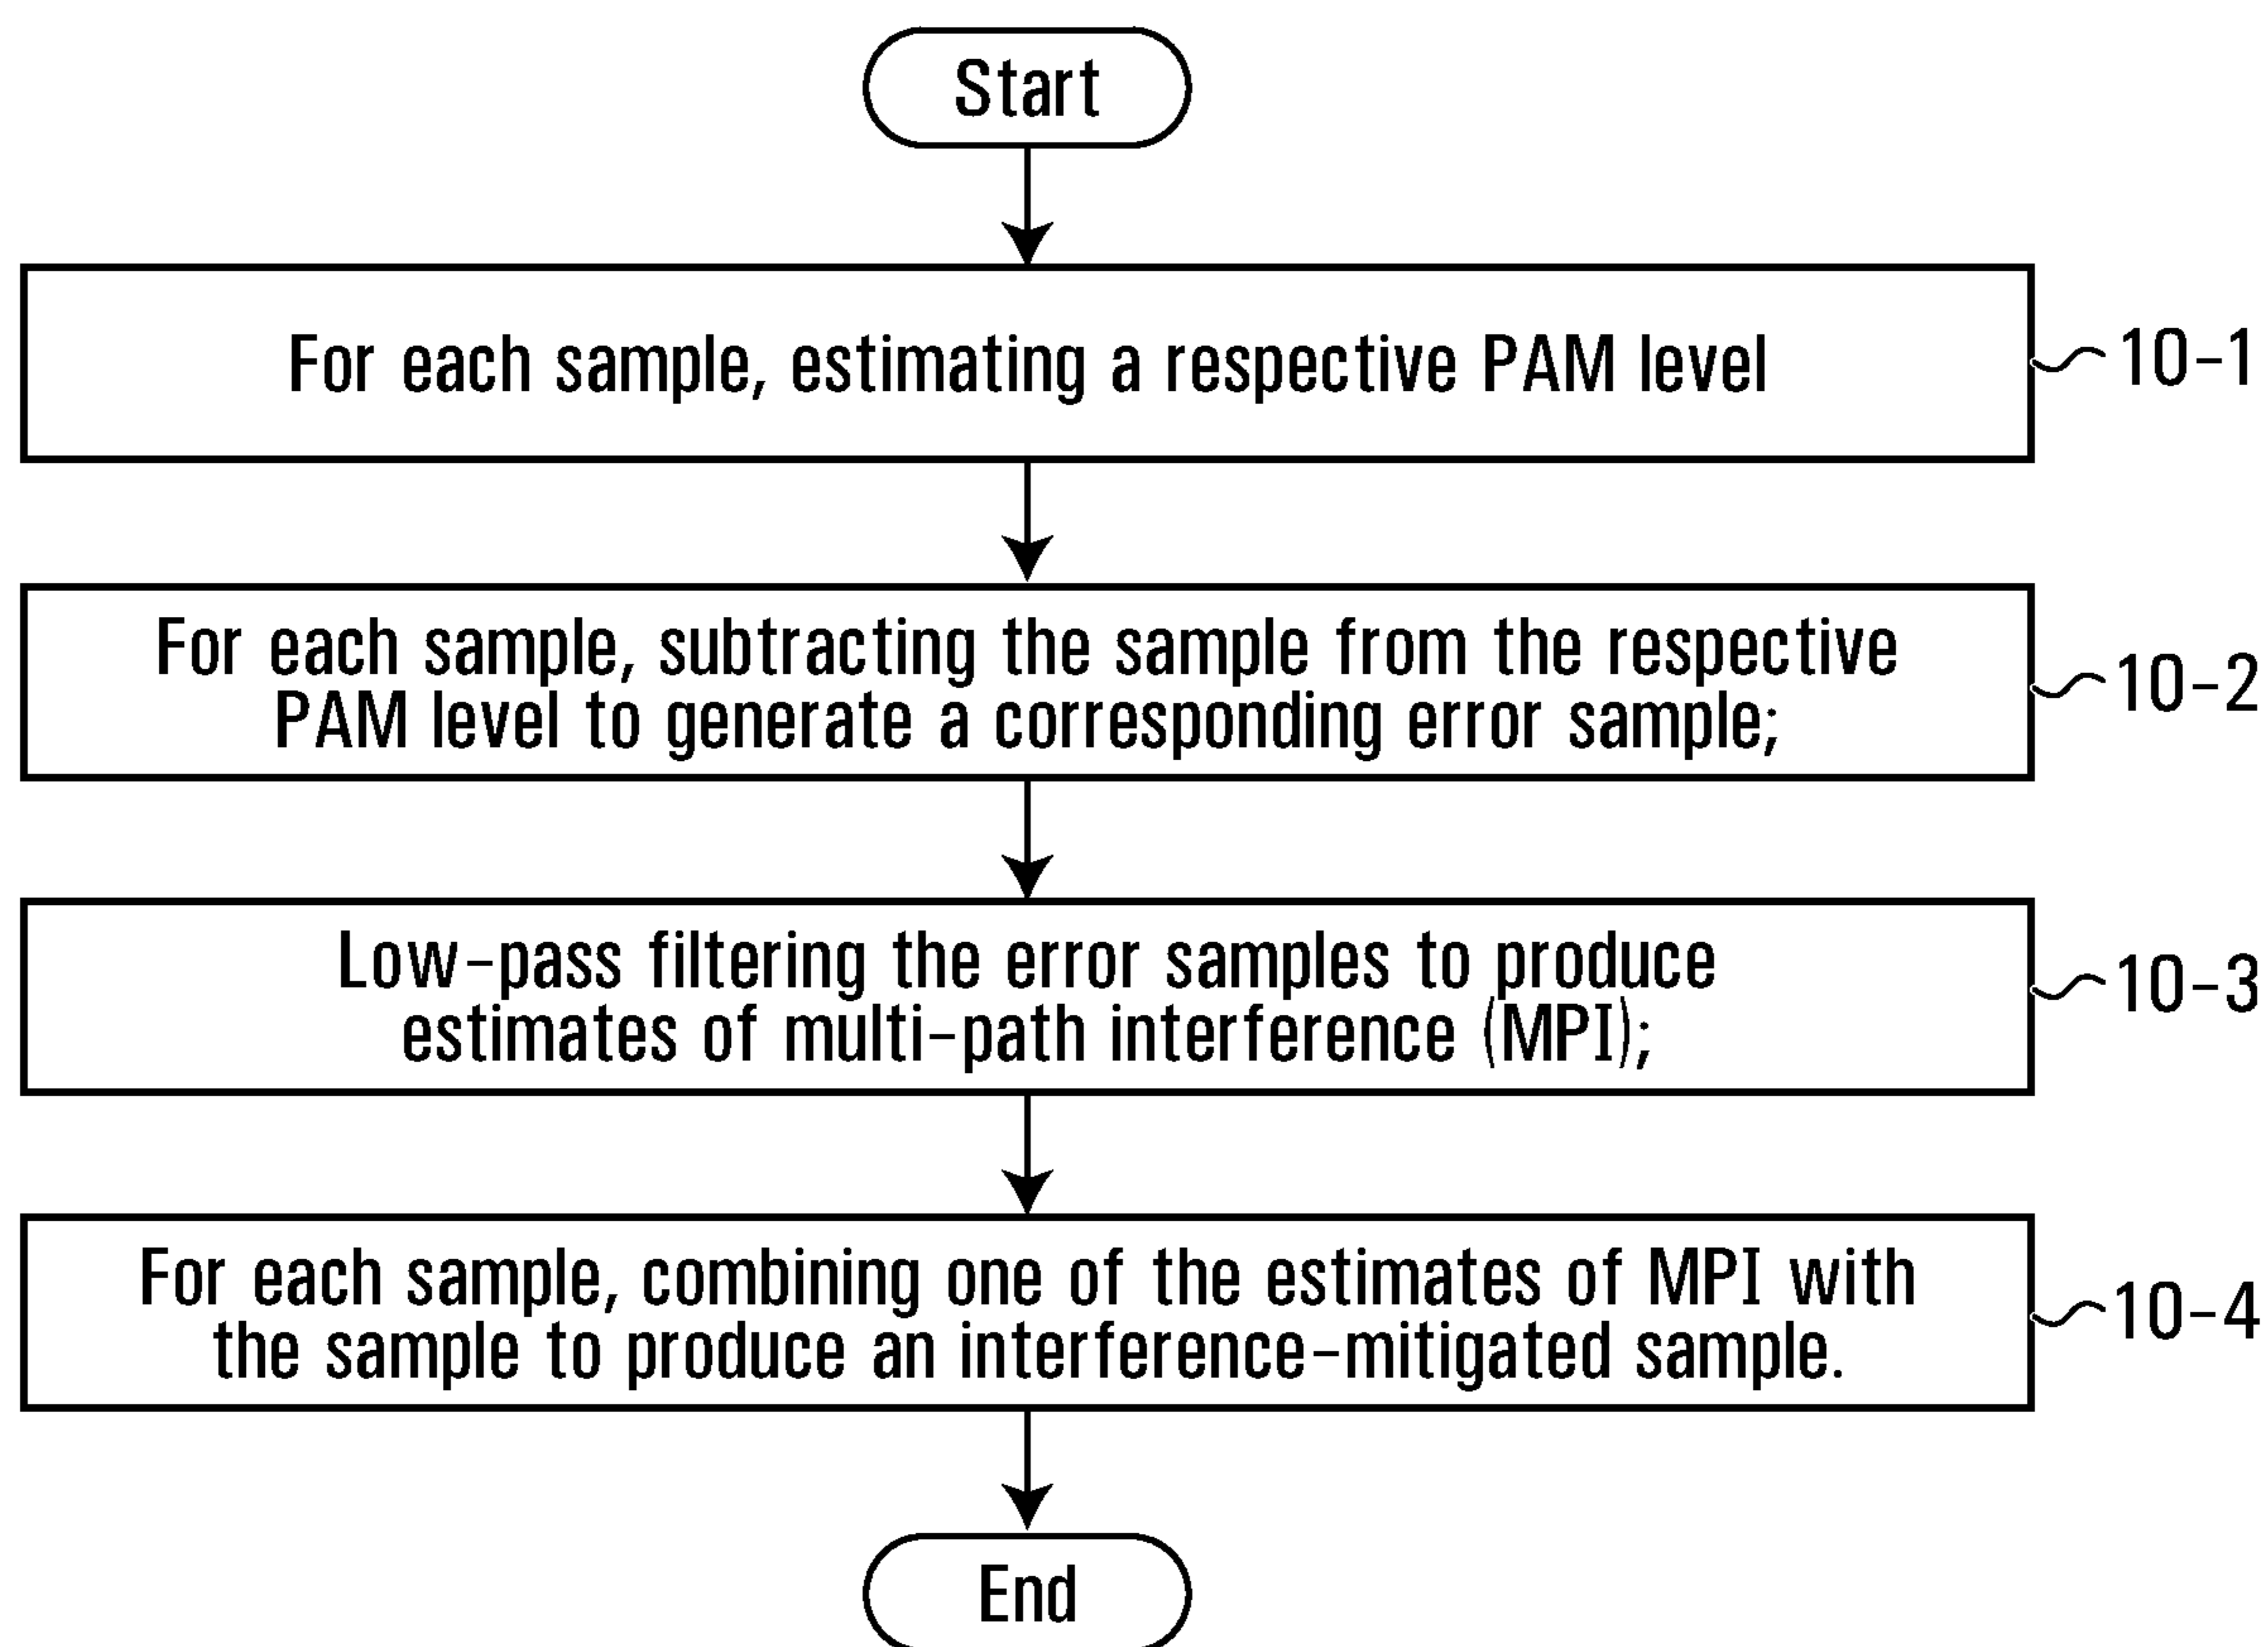 Start
For each sample, estimating a respective PAM level
10-1
For each sample, subtracting the sample from the respective
PAM level to generate a corresponding error sample;
10-2
Low-pass filtering the error samples to produce
estimates of multi-path interference (MPI);
10-3
For each sample, combining one of the estimates of MPI with
the sample to produce an interference-mitigated sample.
10-4
End